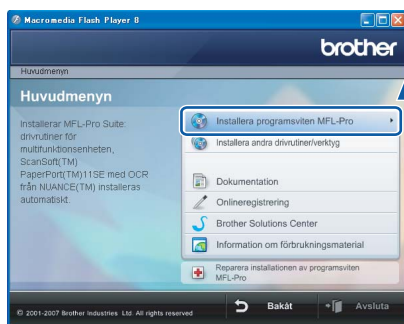 Macromedia Flash Player 8
brother
Huvudmenyn
Huvudmenyn
Installerar MFL-Pro Suite:
drivrutiner för
multifunktionsenheten,
ScanSoft(TM)
PaperPort(TM)11SE med OCR
från NUANCE(TM) installeras
automatiskt.
Installera programsviten MFL-Pro
Installera andra drivrutiner/verktyg
Dokumentation
Onlineregistrering
Brother Solutions Center
Information om förbrukningsmaterial
Reparera installationen av programsviten
MFL-Pro
© 2001-2007 Brother Industries Ltd. All rights reserved
Bakåt
Avsluta